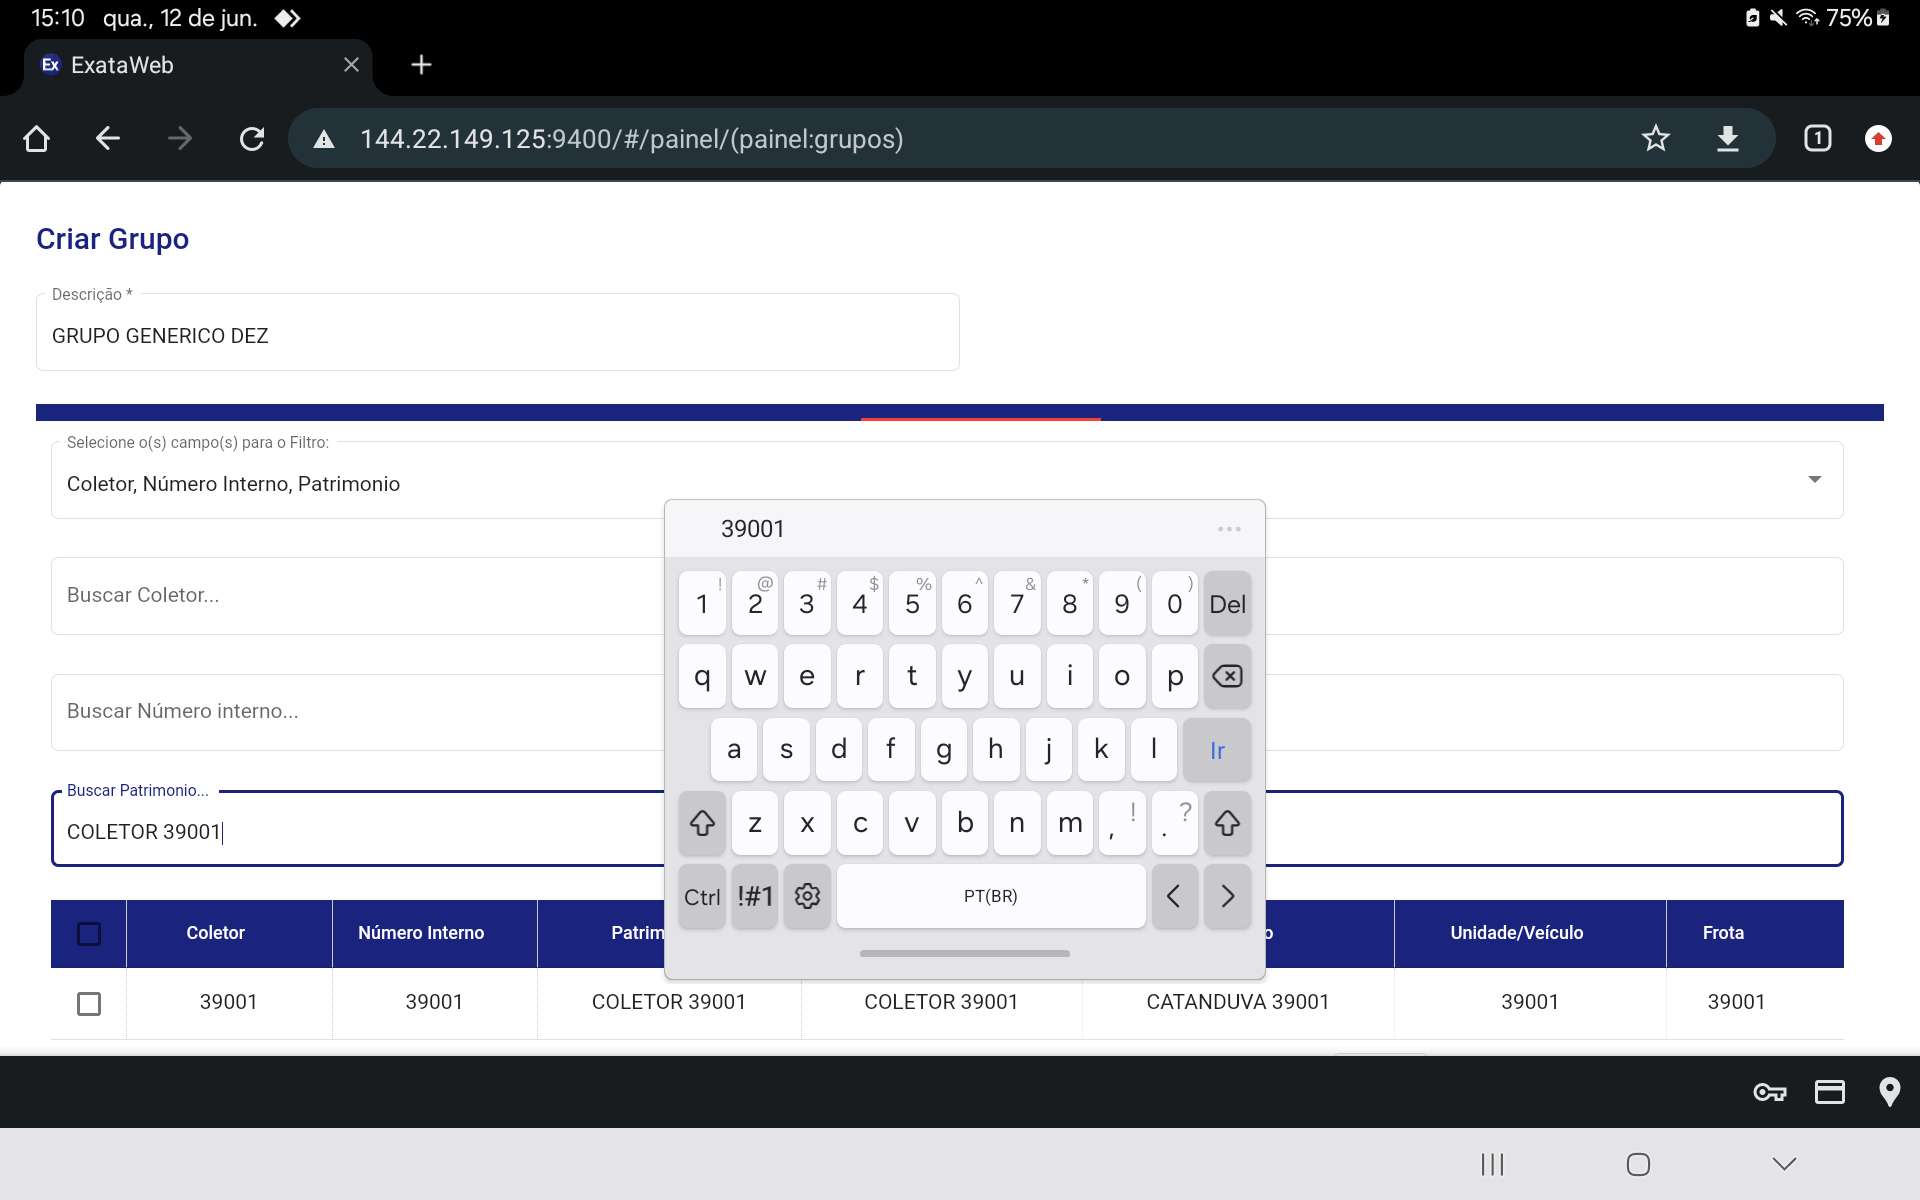 15:10 qua., 12 de jun. 75%
Ex ExataWeb
144.22.149.125:9400/#/painel/(painel:grupos) 1
Criar Grupo
Descrição *
GRUPO GENERICO DEZ
Selecione o(s) campo(s) para o Filtro:
Coletor, Número Interno, Patrimonio
Buscar Coletor...
Buscar Número interno...
Buscar Patrimonio...
COLETOR 39001
39001 ...
! @ # $ % ^ & * ( )
1 2 3 4 5 6 7 8 9 0 Del
q w e r t y u i o p
a s d f g h j k l Ir
z x c v b n m , ! . ?
Ctrl !#1 PT(BR) < >
Coletor Número Interno Patrim o Unidade/Veículo Frota
39001 39001 COLETOR 39001 COLETOR 39001 CATANDUVA 39001 39001 39001